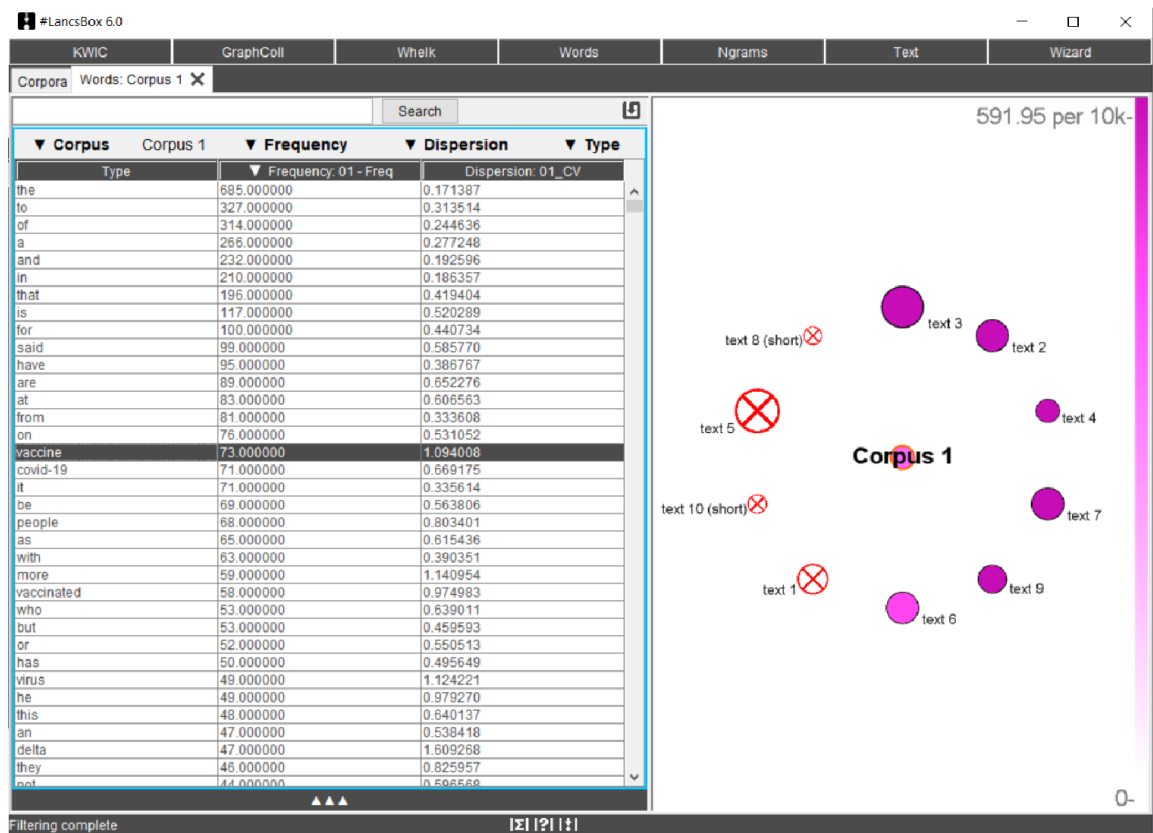 #LancsBox 6.0
KWIC GraphColl Whelk Words Ngrams Text Wizard
Corpora Words: Corpus 1
Search
▼ Corpus Corpus 1 ▼ Frequency ▼ Dispersion ▼ Type
Type ▼ Frequency: 01 - Freq Dispersion: 01_CV
the 685.000000 0.171387
to 327.000000 0.313514
of 314.000000 0.244636
a 266.000000 0.277248
and 232.000000 0.192596
in 210.000000 0.186357
that 196.000000 0.419404
is 117.000000 0.520289
for 100.000000 0.440734
said 99.000000 0.585770
have 95.000000 0.386767
are 89.000000 0.652276
at 83.000000 0.606563
from 81.000000 0.333608
on 76.000000 0.531052
vaccine 73.000000 1.094008
covid-19 71.000000 0.669175
it 71.000000 0.335614
be 69.000000 0.563806
people 68.000000 0.803401
as 65.000000 0.615436
with 63.000000 0.390351
more 59.000000 1.140954
vaccinated 58.000000 0.974983
who 53.000000 0.639011
but 53.000000 0.459593
or 52.000000 0.550513
has 50.000000 0.495649
virus 49.000000 1.124221
he 49.000000 0.979270
this 48.000000 0.640137
an 47.000000 0.538418
delta 47.000000 1.609268
they 46.000000 0.825957
not 44.000000 0.596568
▲▲▲
Filtering complete
|Σ| |?| |‡|
591.95 per 10k-
text 3
text 8 (short)
text 2
text 4
text 5
Corpus 1
text 10 (short)
text 7
text 1
text 9
text 6
0-